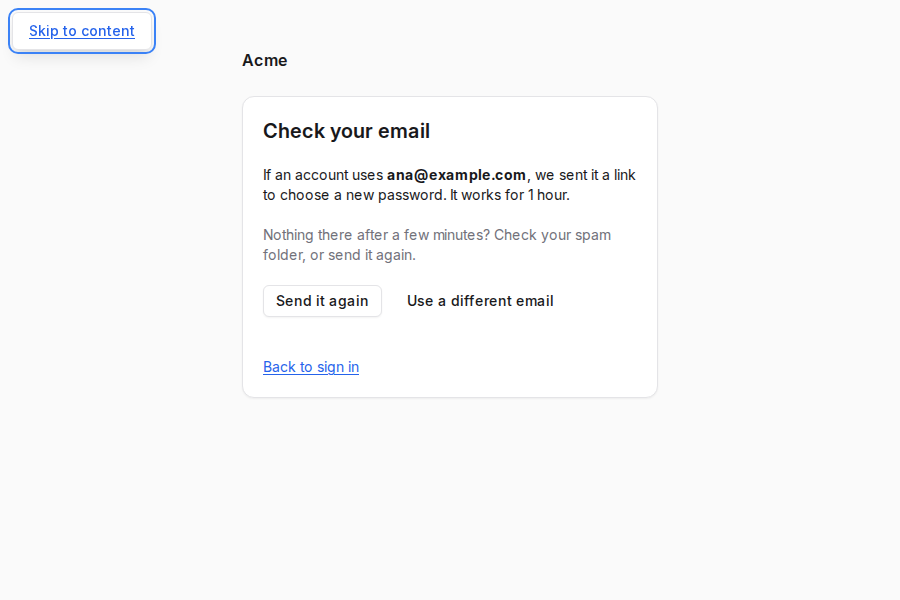 Skip to content
Acme
Check your email
If an account uses ana@example.com, we sent it a link
to choose a new password. It works for 1 hour.
Nothing there after a few minutes? Check your spam
folder, or send it again.
Send it again
Use a different email
Back to sign in